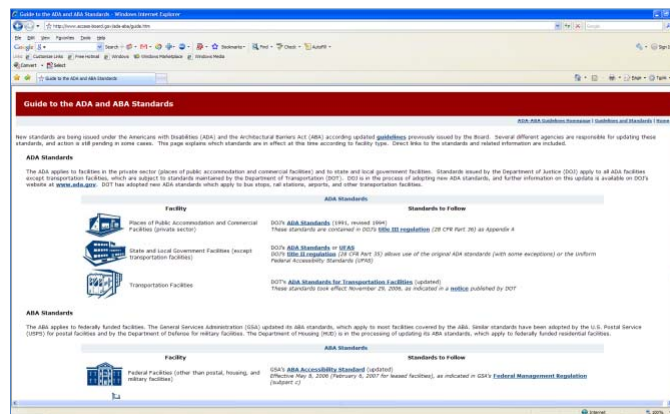 Guide to the ADA and ABA Standards - Windows Internet Explorer
http://www.access-board.gov/ada-aba/guide.htm
File Edit View Favorites Tools Help
Google
Customize Links Free Hotmail Windows Windows Marketplace Windows Media
Convert Select
Guide to the ADA and ABA Standards
Guide to the ADA and ABA Standards
ADA-ABA Guidelines Homepage | Guidelines and Standards | Home
New standards are being issued under the Americans with Disabilities (ADA) and the Architectural Barriers Act (ABA) according updated guidelines previously issued by the Board. Several different agencies are responsible for updating these
standards, and action is still pending in some cases. This page explains which standards are in effect at this time according to facility type. Direct links to the standards and related information are included.
ADA Standards
The ADA applies to facilities in the private sector (places of public accommodation and commercial facilities) and to state and local government facilities. Standards issued by the Department of Justice (DOJ) apply to all ADA facilities
except transportation facilities, which are subject to standards maintained by the Department of Transportation (DOT). DOJ is in the process of adopting new ADA standards, and further information on this update is available on DOJ's
website at www.ada.gov. DOT has adopted new ADA standards which apply to bus stops, rail stations, airports, and other transportation facilities.
ADA Standards
Facility Standards to Follow
Places of Public Accommodation and Commercial DOJ's ADA Standards (1991, revised 1994)
Facilities (private sector) These standards are contained in DOJ's title III regulation (28 CFR Part 36) as Appendix A
State and Local Government Facilities (except DOJ's ADA Standards or UFAS
transportation facilities) DOJ's title II regulation (28 CFR Part 35) allows use of the original ADA standards (with some exceptions) or the Uniform
Federal Accessibility Standards (UFAS)
Transportation Facilities DOT's ADA Standards for Transportation Facilities (updated)
These standards took effect November 29, 2006, as indicated in a notice published by DOT
ABA Standards
The ABA applies to federally funded facilities. The General Services Administration (GSA) updated its ABA standards, which apply to most facilities covered by the ABA. Similar standards have been adopted by the U.S. Postal Service
(USPS) for postal facilities and by the Department of Defense for military facilities. The Department of Housing (HUD) is in the processing of updating its ABA standards, which apply to federally funded residential facilities.
ABA Standards
Facility Standards to Follow
Federal Facilities (other than postal, housing, and GSA's ABA Accessibility Standard (updated)
military facilities) Effective May 8, 2006 (February 6, 2007 for leased facilities), as indicated in GSA's Federal Management Regulation
(subpart c)
Internet 100%